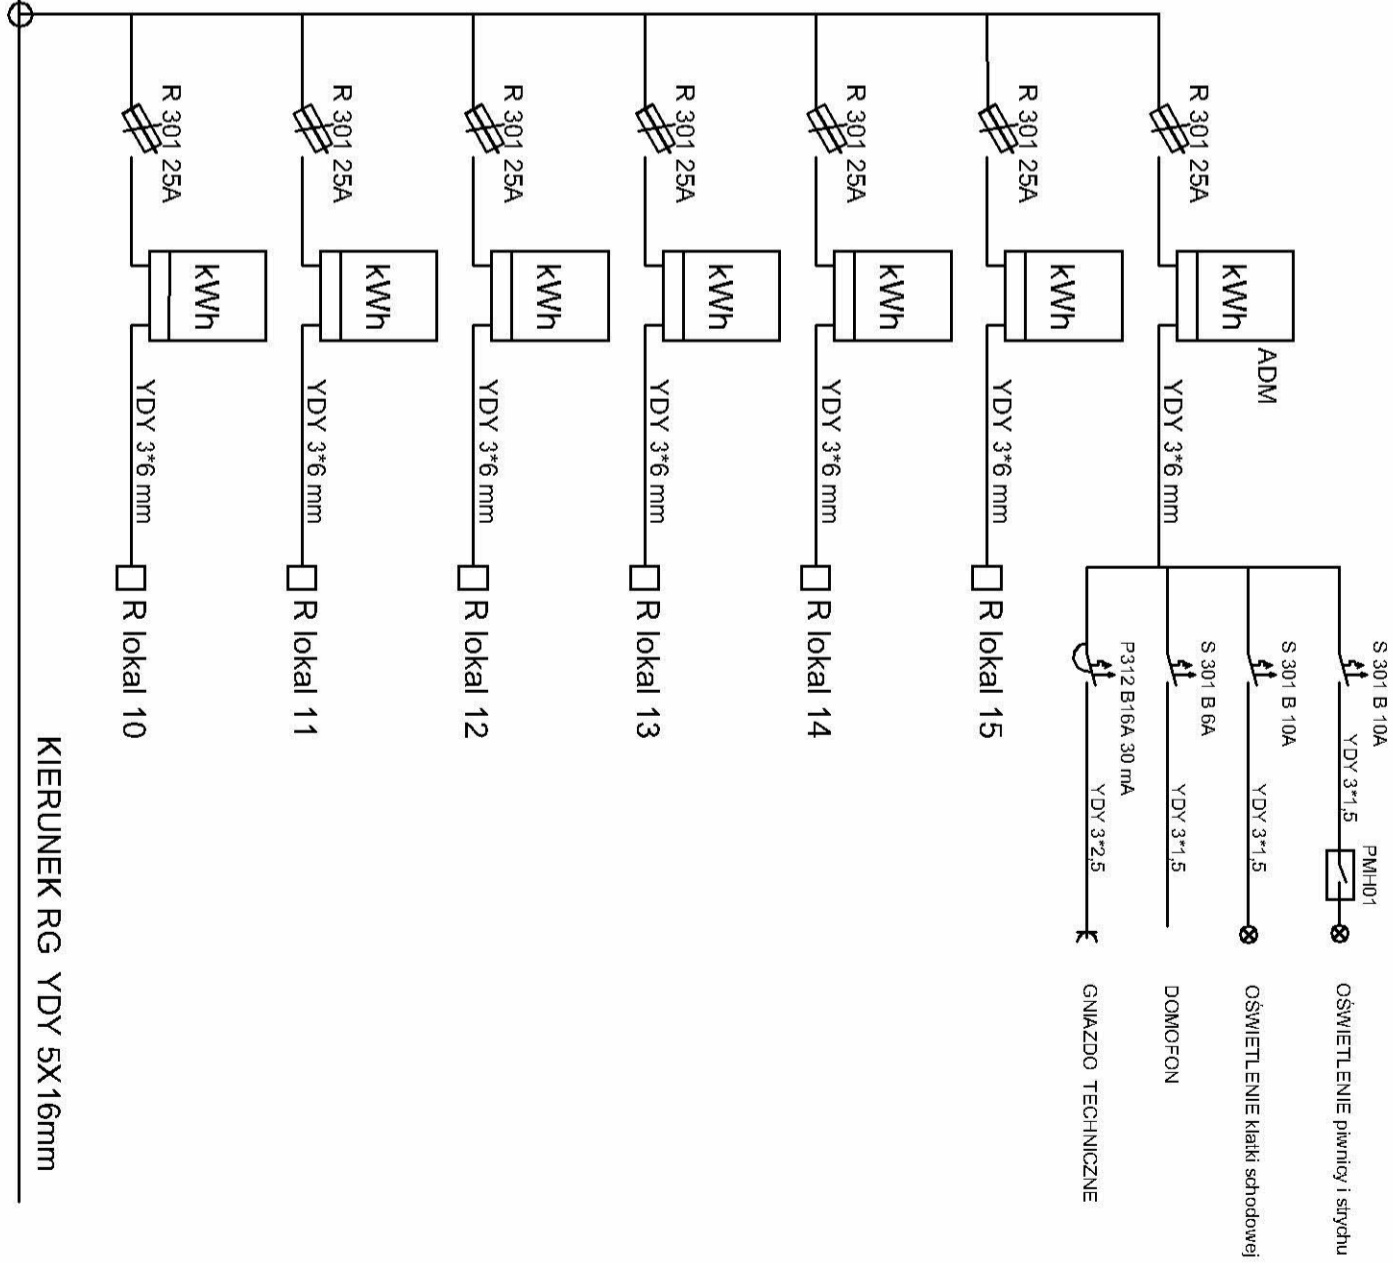 R 301 25A
kWh
YDY 3*6 mm
R lokal 10
R 301 25A
kWh
YDY 3*6 mm
R lokal 11
R 301 25A
kWh
YDY 3*6 mm
R lokal 12
R 301 25A
kWh
YDY 3*6 mm
R lokal 13
R 301 25A
kWh
YDY 3*6 mm
R lokal 14
R 301 25A
kWh
YDY 3*6 mm
R lokal 15
R 301 25A
kWh
ADM
YDY 3*6 mm
S 301 B 10A
YDY 3*1,5
PMH01
OŚWIETLENIE piwnicy i strychu
S 301 B 10A
YDY 3*1,5
OŚWIETLENIE klatki schodowej
S 301 B 6A
YDY 3*1,5
DOMOFON
P312 B16A 30 mA
YDY 3*2,5
GNIAZDO TECHNICZNE
KIERUNEK RG YDY 5X16mm